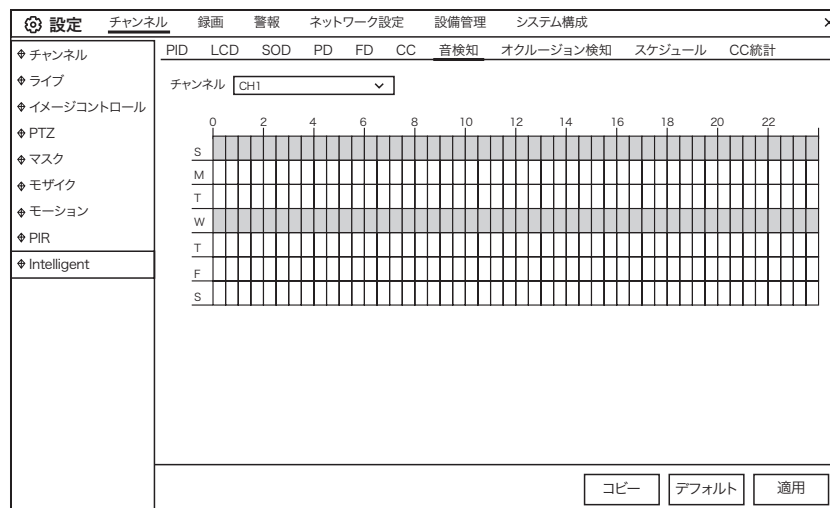 設定 チャンネル 録画 警報 ネットワーク設定 設備管理 システム構成 ×
チャンネル
ライブ
イメージコントロール
PTZ
マスク
モザイク
モーション
PIR
Intelligent
PID LCD SOD PD FD CC 音検知 オクルージョン検知 スケジュール CC統計
チャンネル CH1
0 2 4 6 8 10 12 14 16 18 20 22
S
M
T
W
T
F
S
コピー デフォルト 適用